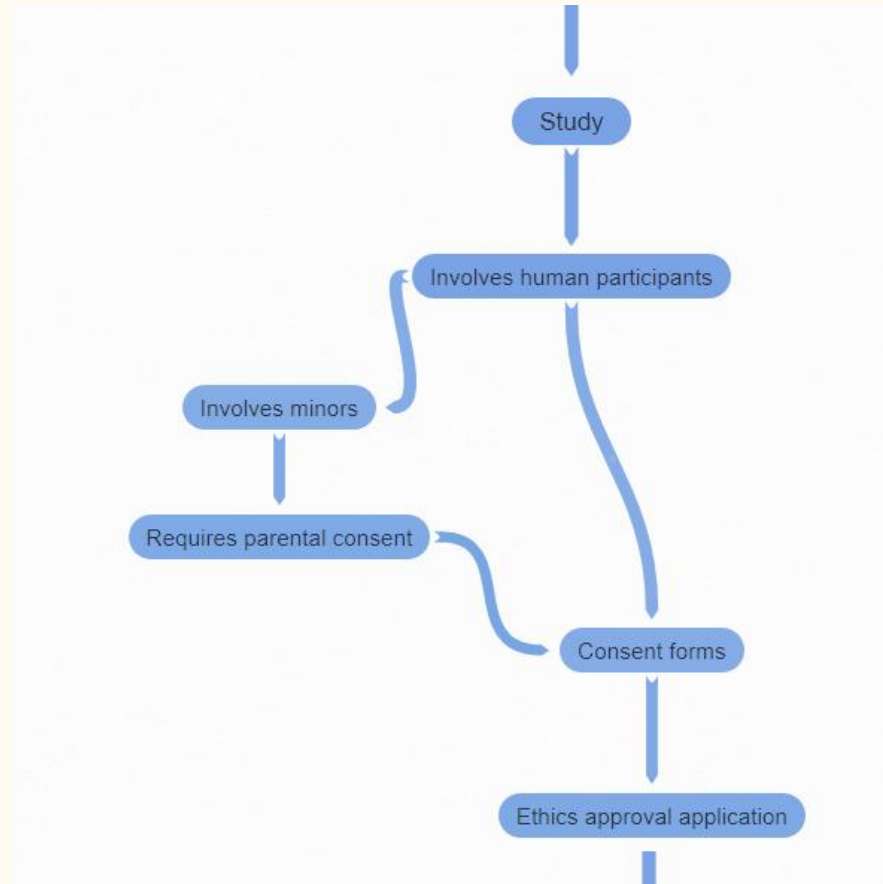 Study
Involves human participants
Involves minors
Requires parental consent
Consent forms
Ethics approval application